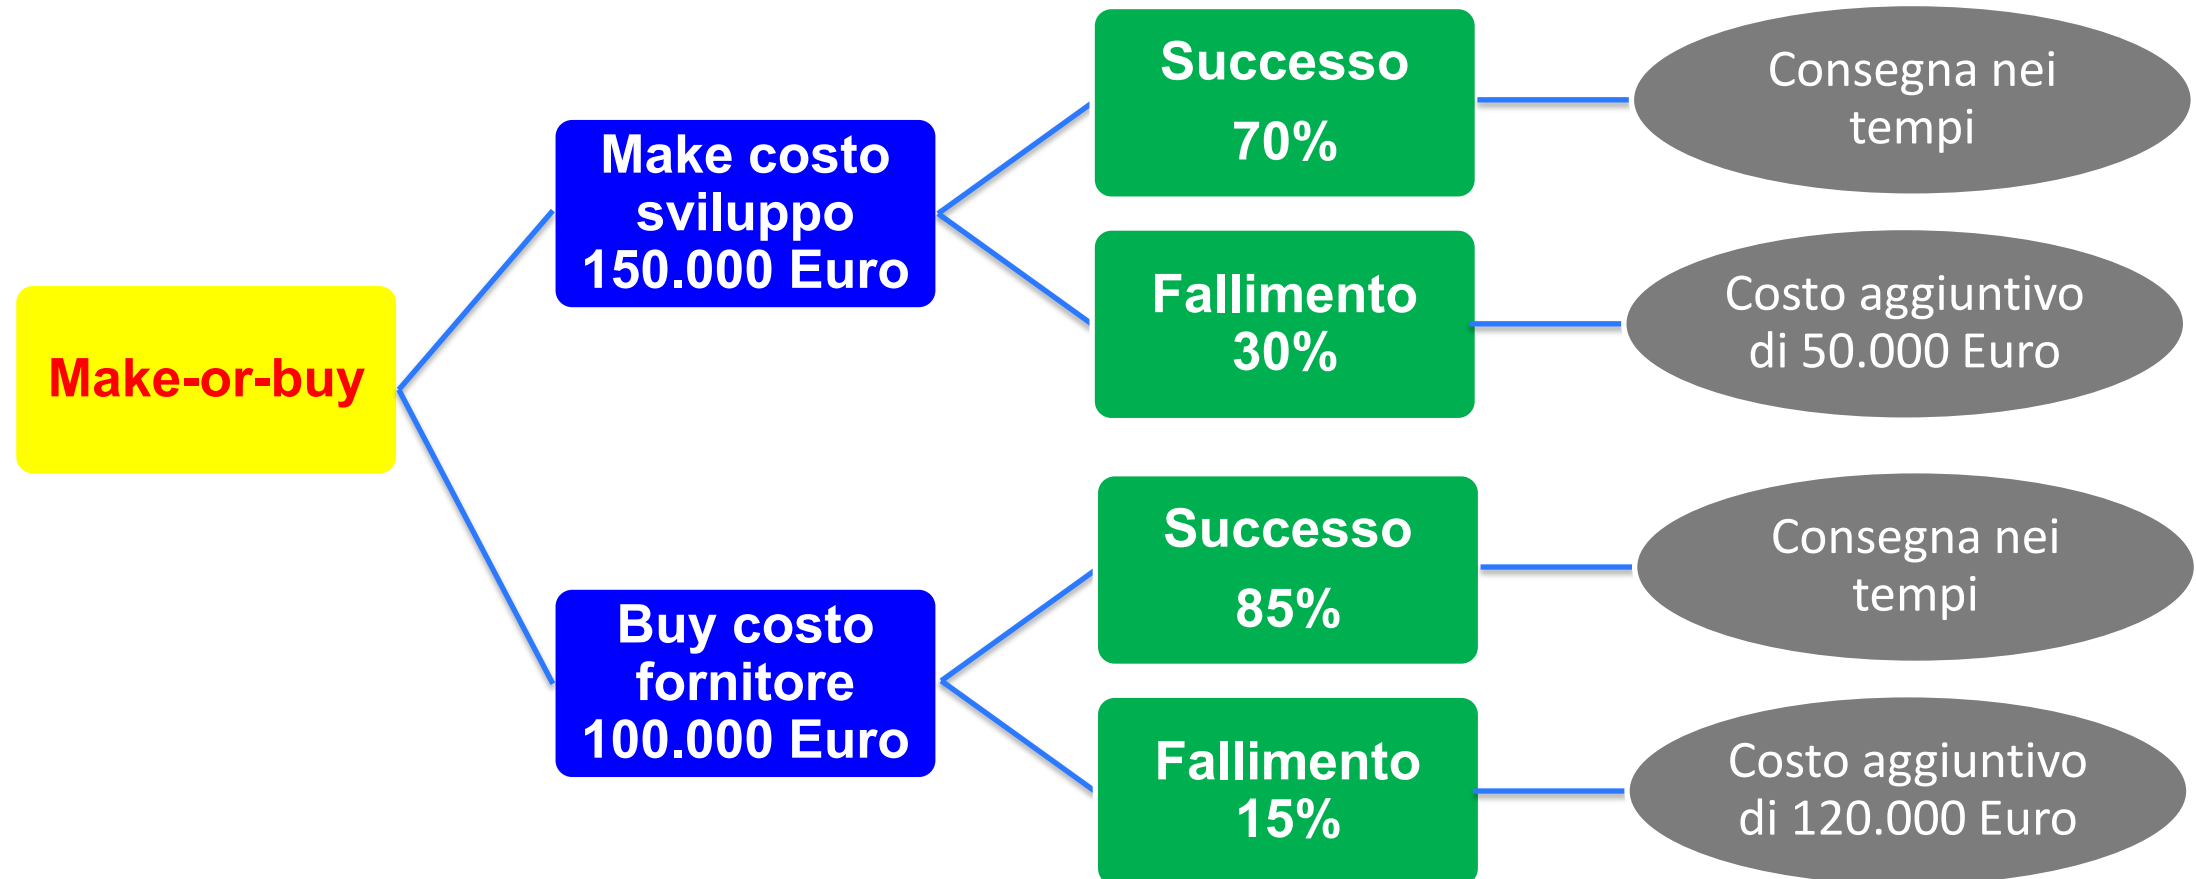 Make-or-buy
Make costo
sviluppo
150.000 Euro
Successo
70%
Consegna nei
tempi
Fallimento
30%
Costo aggiuntivo
di 50.000 Euro
Buy costo
fornitore
100.000 Euro
Successo
85%
Consegna nei
tempi
Fallimento
15%
Costo aggiuntivo
di 120.000 Euro